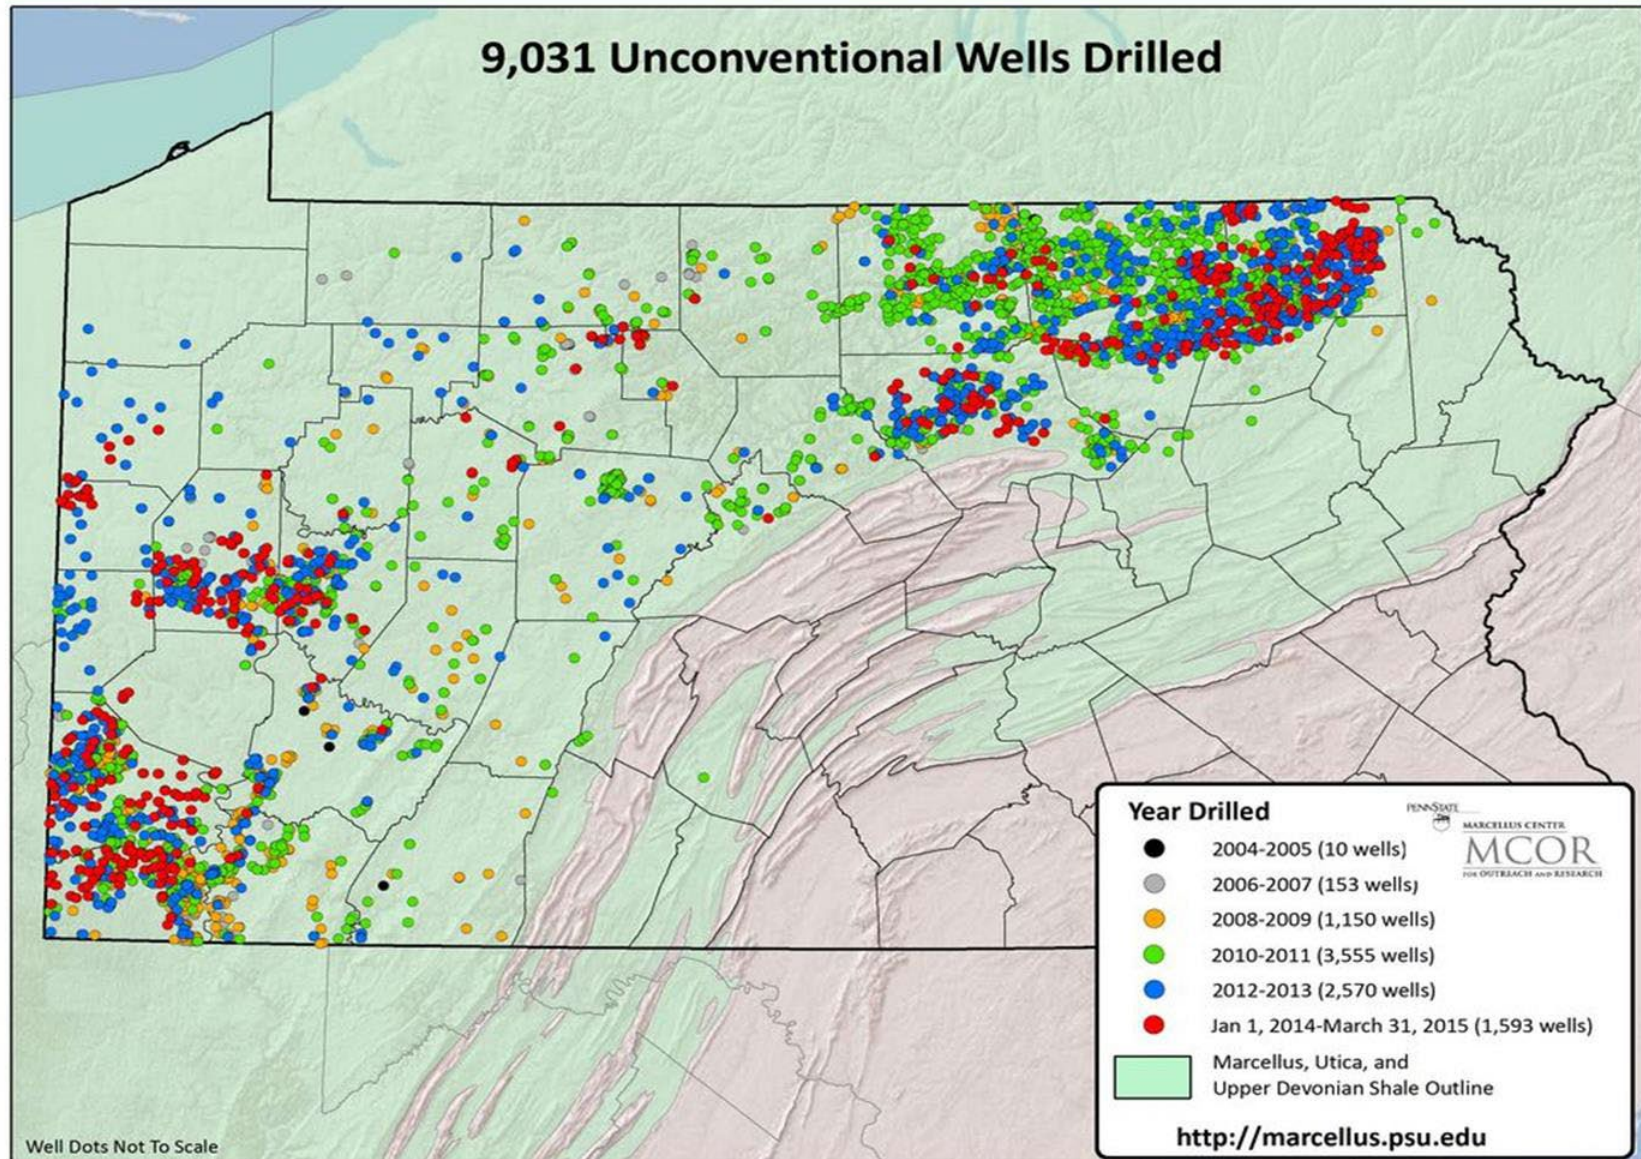 9,031 Unconventional Wells Drilled
Year Drilled
PENNSTATE
MARCELLUS CENTER
MCOR
FOR OUTREACH AND RESEARCH
2004-2005 (10 wells)
2006-2007 (153 wells)
2008-2009 (1,150 wells)
2010-2011 (3,555 wells)
2012-2013 (2,570 wells)
Jan 1, 2014-March 31, 2015 (1,593 wells)
Marcellus, Utica, and
Upper Devonian Shale Outline
http://marcellus.psu.edu
Well Dots Not To Scale